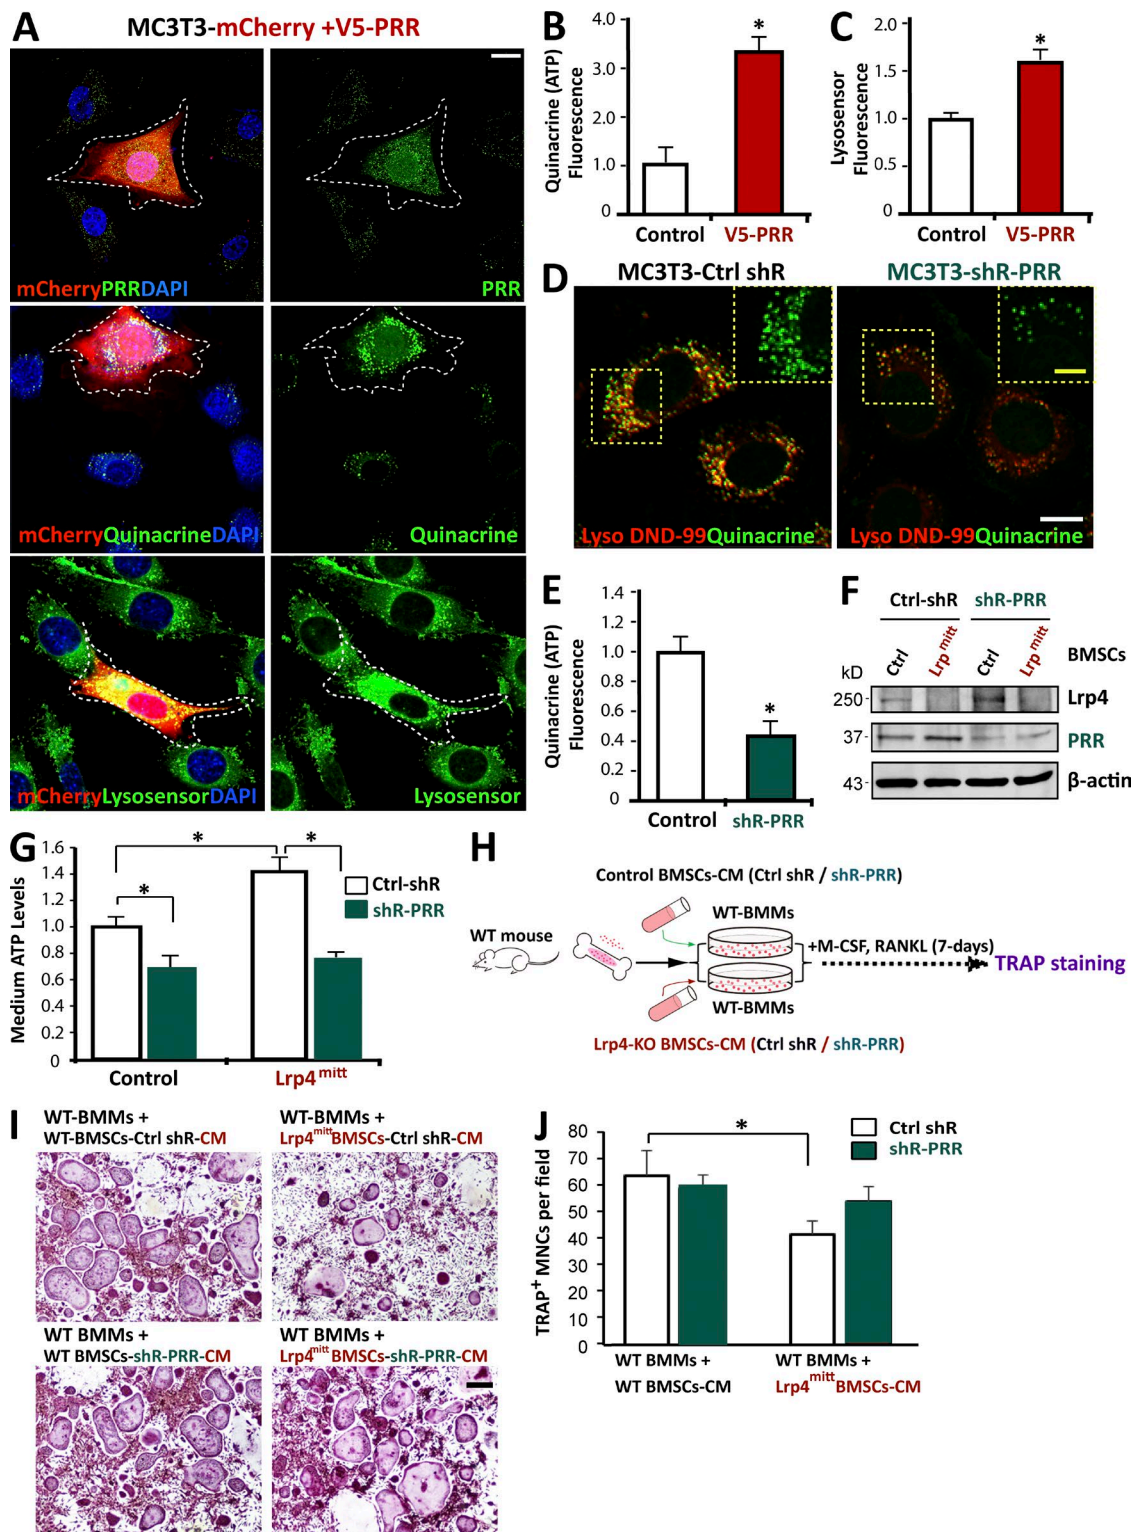 A
MC3T3-mCherry +V5-PRR
mCherryPRRDAPI
PRR
mCherryQuinacrineDAPI
Quinacrine
mCherryLysosensorDAPI
Lysosensor
B
Quinacrine (ATP)
Fluorescence
4.0
3.0
2.0
1.0
0
*
Control
V5-PRR
C
Lysosensor
Fluorescence
2.0
1.5
1.0
0.5
0
*
Control
V5-PRR
D
MC3T3-Ctrl shR
MC3T3-shR-PRR
Lyso DND-99Quinacrine
Lyso DND-99Quinacrine
E
Quinacrine (ATP)
Fluorescence
1.4
1.2
1.0
0.8
0.6
0.4
0.2
0
*
Control
shR-PRR
F
Ctrl-shR
shR-PRR
Ctrl
Lrp mitt
Ctrl
Lrp mitt
BMSCs
kD
250
Lrp4
37
PRR
43
β-actin
G
Medium ATP Levels
1.6
1.4
1.2
1.0
0.8
0.6
0.4
0.2
0
*
*
*
Ctrl-shR
shR-PRR
Control
Lrp4 mitt
H
Control BMSCs-CM (Ctrl shR / shR-PRR)
WT-BMMs
WT mouse
+M-CSF, RANKL (7-days)
TRAP staining
WT-BMMs
Lrp4-KO BMSCs-CM (Ctrl shR / shR-PRR)
I
WT-BMMs +
WT-BMSCs-Ctrl shR-CM
WT-BMMs +
Lrp4mitt BMSCs-Ctrl shR-CM
WT BMMs +
WT BMSCs-shR-PRR-CM
WT BMMs +
Lrp4mitt BMSCs-shR-PRR-CM
J
TRAP+ MNCs per field
80
70
60
50
40
30
20
10
0
*
Ctrl shR
shR-PRR
WT BMMs +
WT BMSCs-CM
WT BMMs +
Lrp4mitt BMSCs-CM